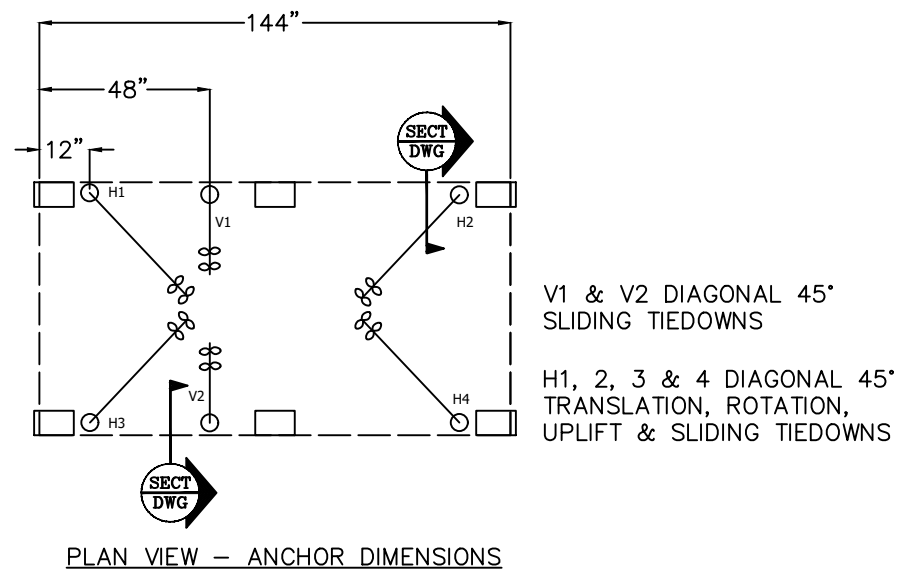 144”
48”
12”
SECT
DWG
H1
V1
H2
V1 & V2 DIAGONAL 45°
SLIDING TIEDOWNS
H1, 2, 3 & 4 DIAGONAL 45°
TRANSLATION, ROTATION,
UPLIFT & SLIDING TIEDOWNS
V2
H3
H4
SECT
DWG
PLAN VIEW – ANCHOR DIMENSIONS